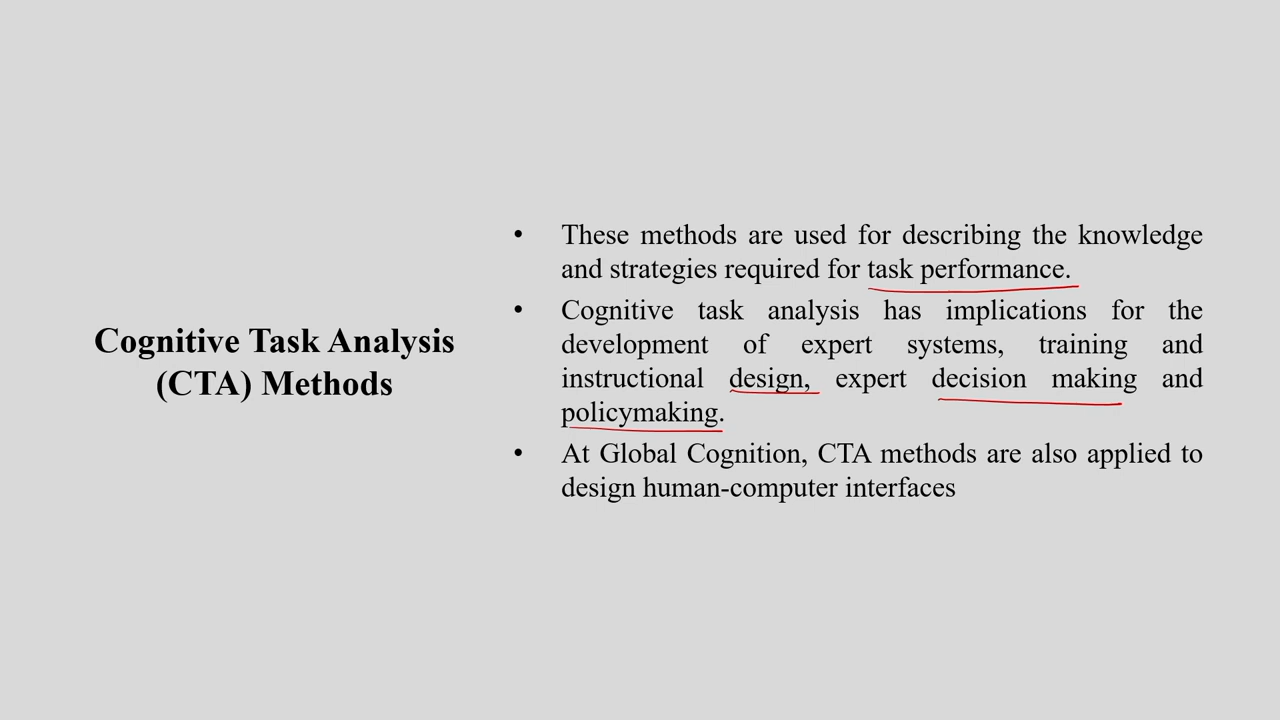 Cognitive Task Analysis
(CTA) Methods
• These methods are used for describing the knowledge
and strategies required for task performance.
• Cognitive task analysis has implications for the
development of expert systems, training and
instructional design, expert decision making and
policymaking.
• At Global Cognition, CTA methods are also applied to
design human-computer interfaces